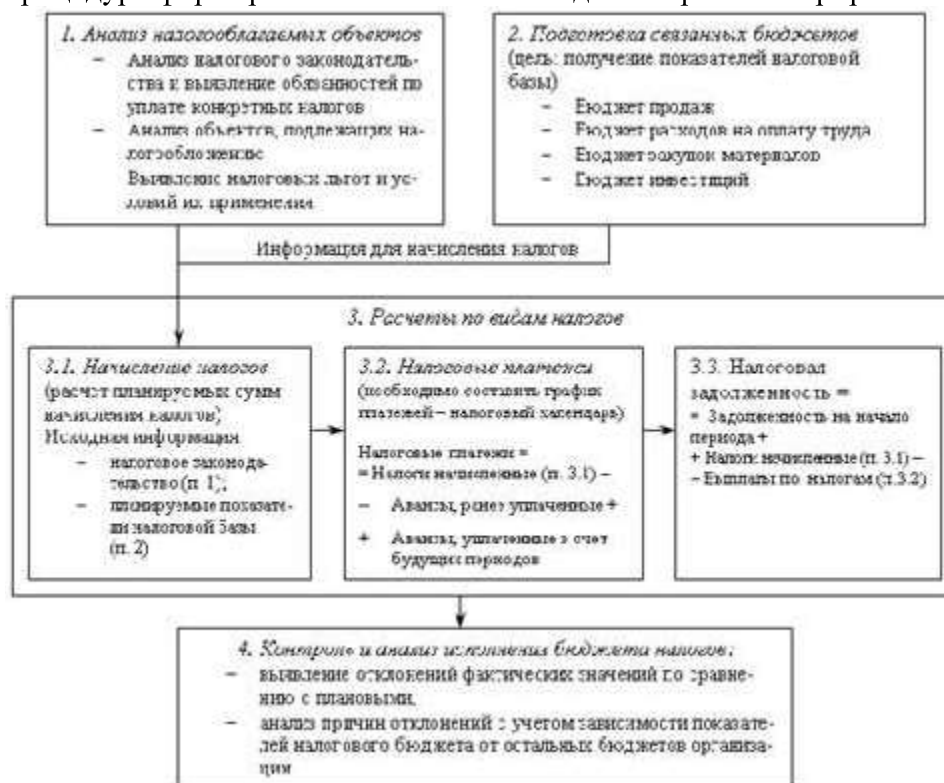 1. Анализ налогооблагаемых объектов
– Анализ налогового законодатель-
ства и выявление обязанностей по
уплате конкретных налогов
– Анализ объектов, подлежащих на-
логообложению
Выявление налоговых льгот и ус-
ловий их применения
2. Подготовка связанных бюджетов
(цель: получение показателей налоговой
базы)
– Бюджет продаж
– Бюджет расходов на оплату труда
– Бюджет закупок материалов
– Бюджет инвестиций
Информация для начисления налогов
3. Расчеты по видам налогов
3.1. Начисление налогов
(расчет планируемых сумм
начисления налогов)
Исходная информация
– налоговое законода-
тельство (п. 1),
– планируемые показате-
ли налоговой базы
(п. 2)
3.2. Налоговые платежи
(необходимо составить график
платежей – налоговый календарь)
Налоговые платежи =
= Налоги начисленные (п. 3.1) –
– Авансы, ранее уплаченные +
+ Авансы, уплаченные в счет
будущих периодов
3.3. Налоговая
задолженность =
= Задолженность на начало
периода +
+ Налоги начисленные (п. 3.1) –
– Выплаты по налогам (п.3.2)
4. Контроль и анализ исполнения бюджета налогов:
– выявление отклонений фактических значений по сравне-
нию с плановыми,
– анализ причин отклонений с учетом зависимости показате-
лей налогового бюджета от остальных бюджетов организа-
ции